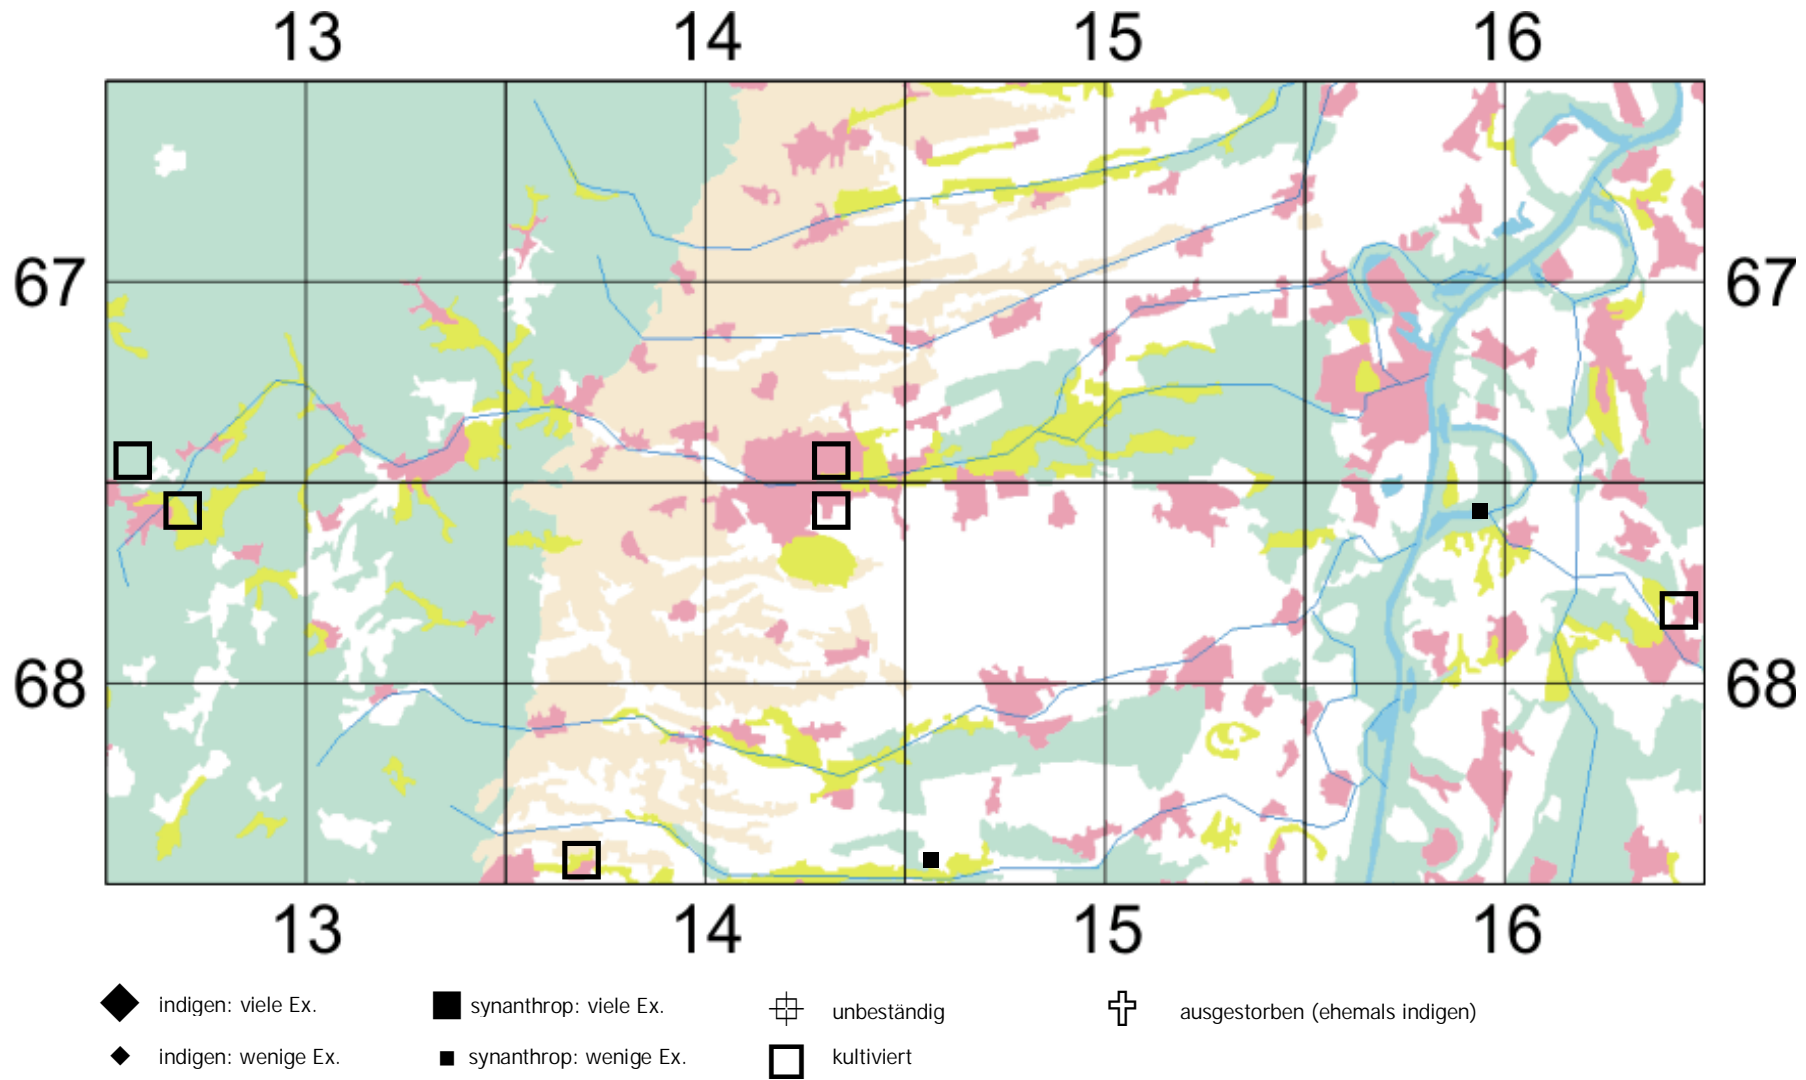 13 14 15 16
67 67
68 68
13 14 15 16
indigen: viele Ex. synanthrop: viele Ex. unbeständig ausgestorben (ehemals indigen)
indigen: wenige Ex. synanthrop: wenige Ex. kultiviert